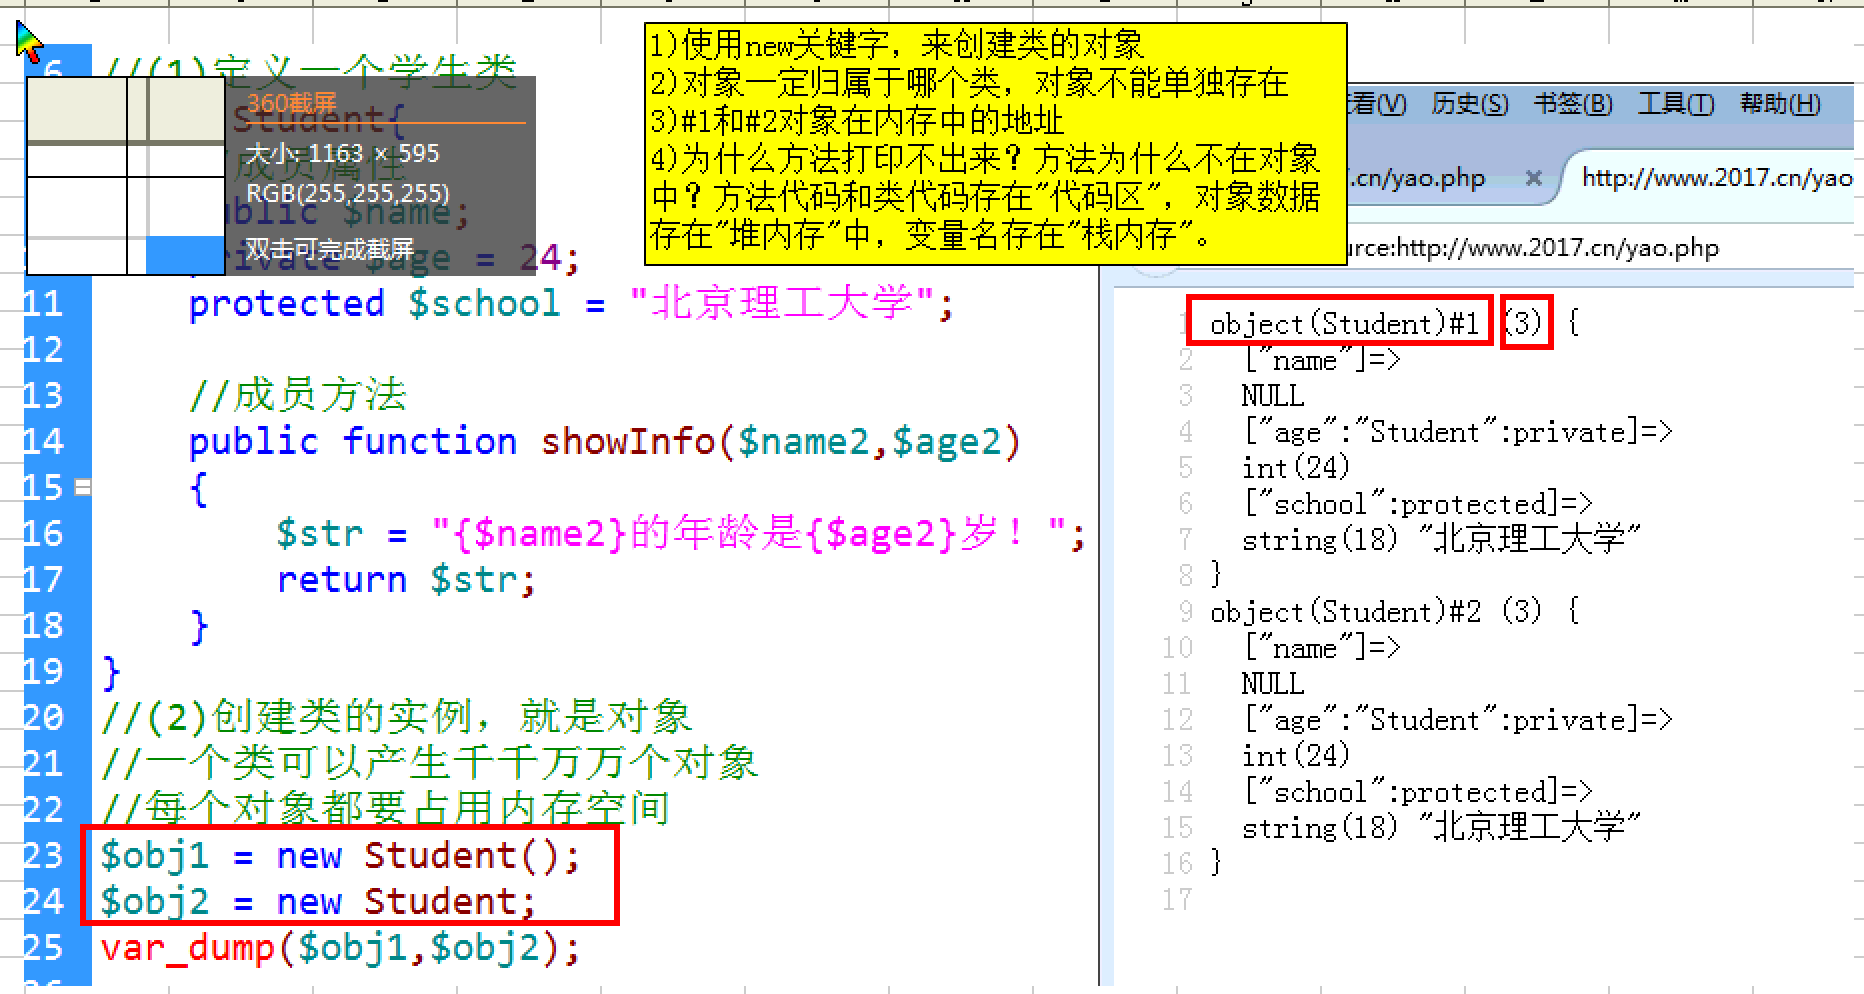 6 //(1)定义一个学生类
Student{
成员属性
public $name;
private $age = 24;
11 protected $school = "北京理工大学";
12
13 //成员方法
14 public function showInfo($name2,$age2)
15 {
16 $str = "{$name2}的年龄是{$age2}岁! ";
17 return $str;
18 }
19 }
20 //(2)创建类的实例，就是对象
21 //一个类可以产生千千万万个对象
22 //每个对象都要占用内存空间
23 $obj1 = new Student();
24 $obj2 = new Student;
25 var_dump($obj1,$obj2);
360截屏
大小: 1163 × 595
RGB(255,255,255)
双击可完成截屏
1)使用new关键字，来创建类的对象
2)对象一定归属于哪个类，对象不能单独存在
3)#1和#2对象在内存中的地址
4)为什么方法打印不出来？方法为什么不在对象
中？方法代码和类代码存在"代码区"，对象数据
存在"堆内存"中，变量名存在"栈内存"。
看(V) 历史(S) 书签(B) 工具(T) 帮助(H)
.cn/yao.php × http://www.2017.cn/yao
urce:http://www.2017.cn/yao.php
1 object(Student)#1 (3) {
2 ["name"]=>
3 NULL
4 ["age":"Student":private]=>
5 int(24)
6 ["school":protected]=>
7 string(18) "北京理工大学"
8 }
9 object(Student)#2 (3) {
10 ["name"]=>
11 NULL
12 ["age":"Student":private]=>
13 int(24)
14 ["school":protected]=>
15 string(18) "北京理工大学"
16 }
17